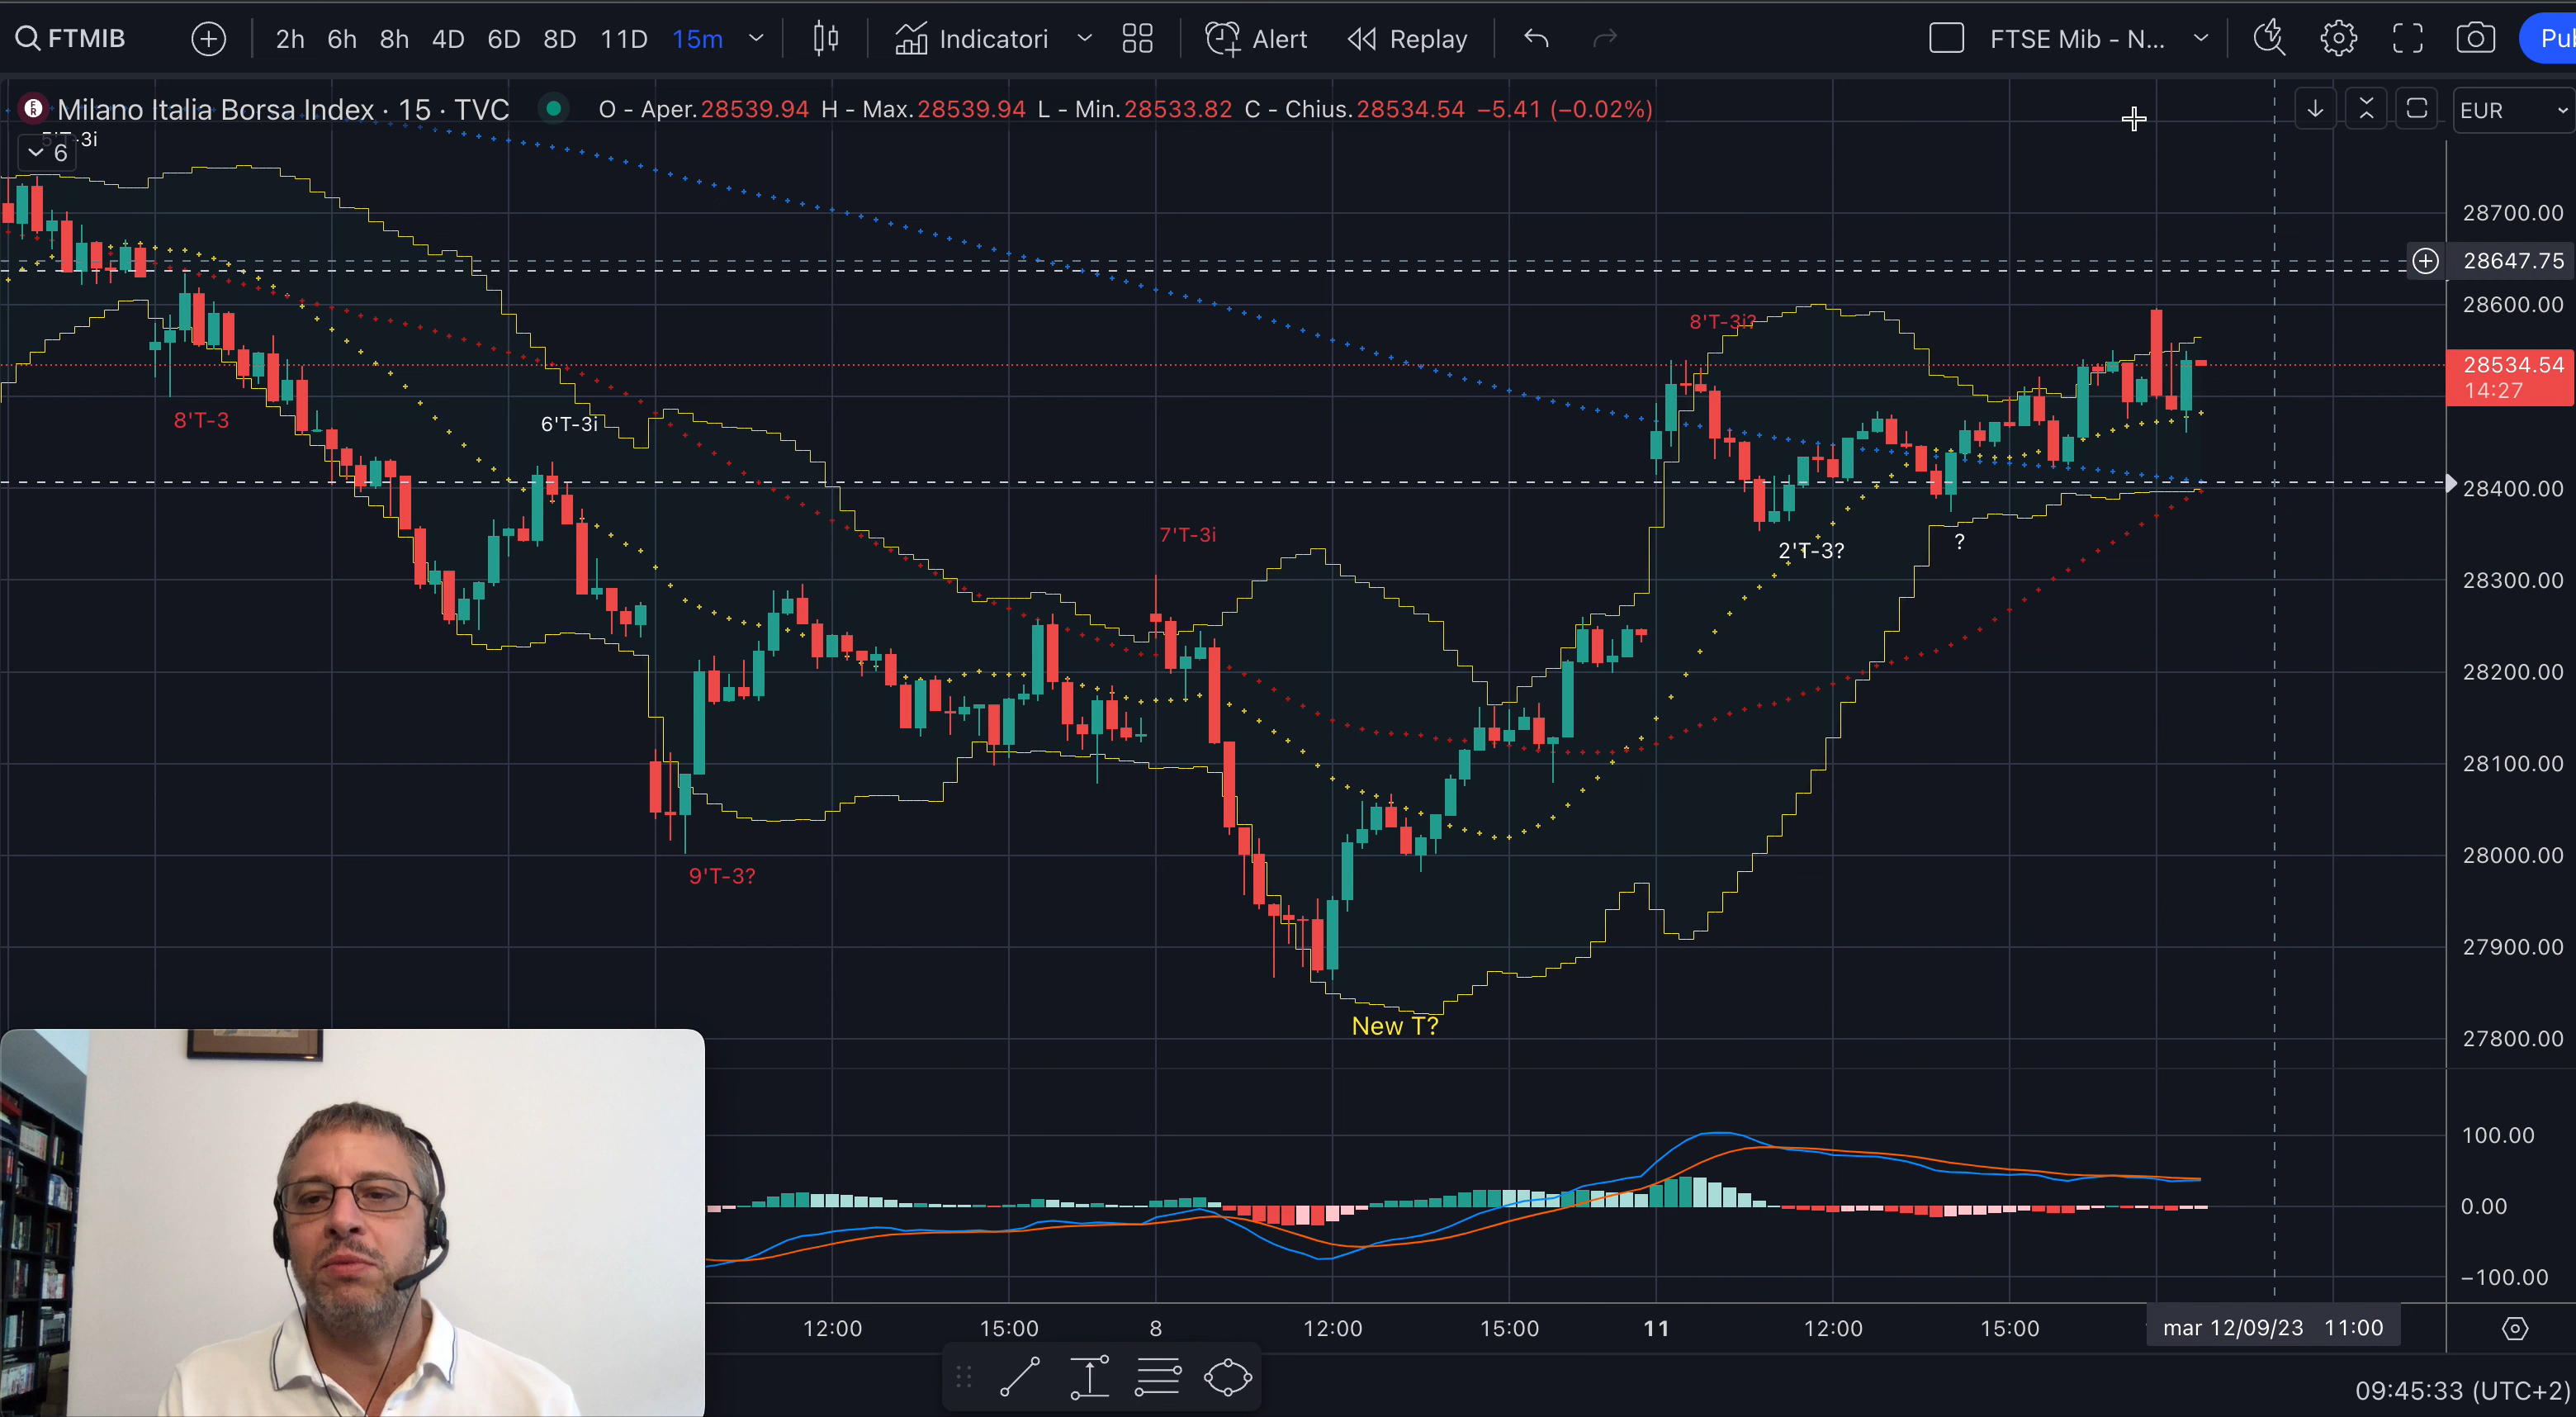 FTMIB
2h 6h 8h 4D 6D 8D 11D 15m
Indicatori
Alert
Replay
FTSE Mib - N...
Milano Italia Borsa Index · 15 · TVC O - Aper.28539.94 H - Max.28539.94 L - Min.28533.82 C - Chius.28534.54 −5.41 (−0.02%)
EUR
5'T-3i
6
28700.00
28647.75
28600.00
8'T-3i?
28534.54
14:27
8'T-3
6'T-3i
28400.00
7'T-3i
2'T-3?
?
28300.00
28200.00
28100.00
28000.00
9'T-3?
27900.00
New T?
27800.00
100.00
0.00
−100.00
12:00 15:00 8 12:00 15:00 11 12:00 15:00 mar 12/09/23 11:00
09:45:33 (UTC+2)